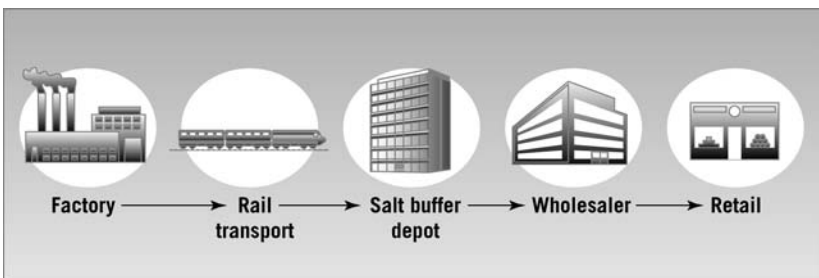 Factory
Rail
transport
Salt buffer
depot
Wholesaler
Retail